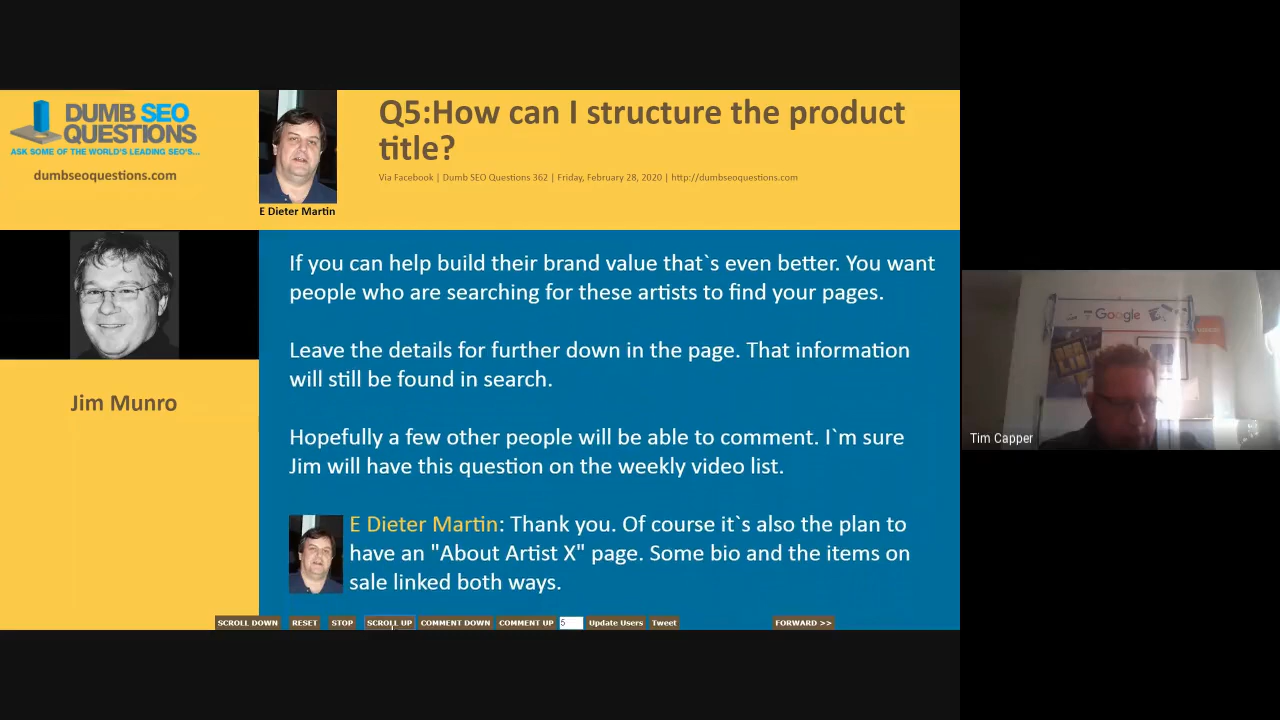 DUMB SEO
QUESTIONS
ASK SOME OF THE WORLD'S LEADING SEO'S...
dumbseoquestions.com
E Dieter Martin
Q5:How can I structure the product
title?
Via Facebook | Dumb SEO Questions 362 | Friday, February 28, 2020 | http://dumbseoquestions.com
Jim Munro
If you can help build their brand value that`s even better. You want
people who are searching for these artists to find your pages.
Leave the details for further down in the page. That information
will still be found in search.
Hopefully a few other people will be able to comment. I`m sure
Jim will have this question on the weekly video list.
E Dieter Martin: Thank you. Of course it`s also the plan to
have an "About Artist X" page. Some bio and the items on
sale linked both ways.
SCROLL DOWN RESET STOP SCROLL UP COMMENT DOWN COMMENT UP 5 Update Users Tweet FORWARD >>
Google
Tim Capper